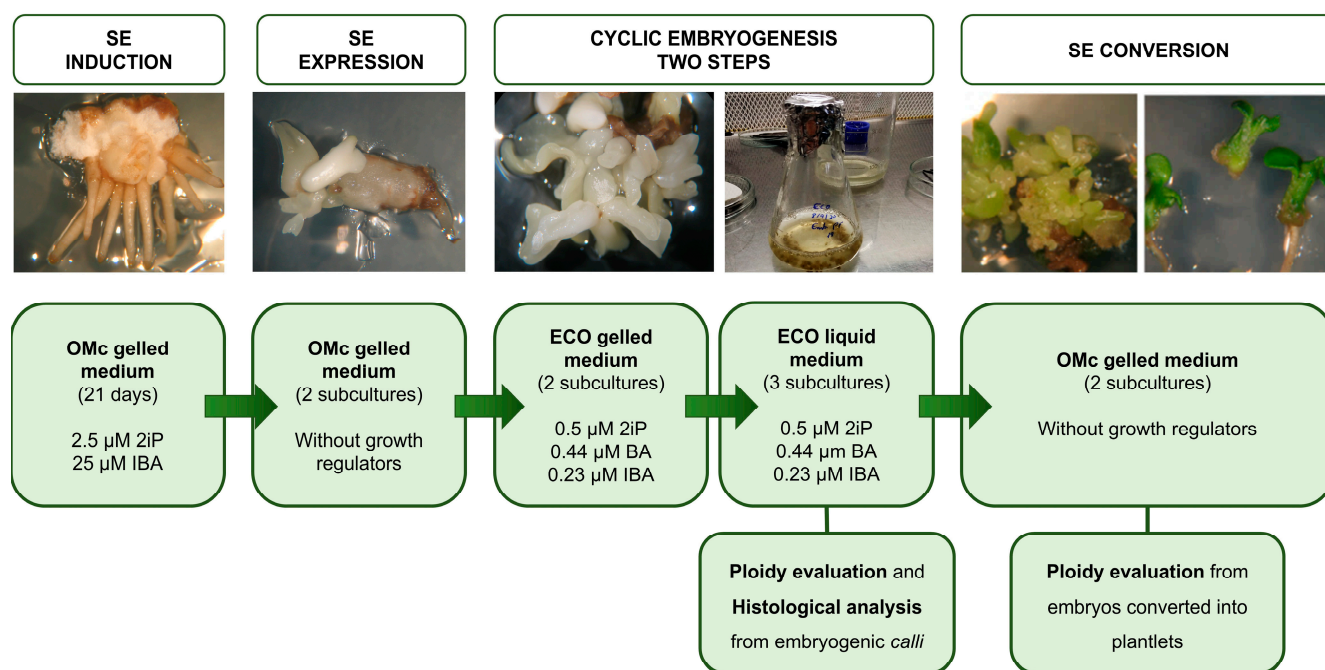 SE
INDUCTION
SE
EXPRESSION
CYCLIC EMBRYOGENESIS
TWO STEPS
SE CONVERSION
ECO
OMc gelled
medium
(21 days)
2.5 µM 2iP
25 µM IBA
OMc gelled
medium
(2 subcultures)
Without growth
regulators
ECO gelled
medium
(2 subcultures)
0.5 µM 2iP
0.44 µM BA
0.23 µM IBA
ECO liquid
medium
(3 subcultures)
0.5 µM 2iP
0.44 µm BA
0.23 µM IBA
OMc gelled medium
(2 subcultures)
Without growth regulators
Ploidy evaluation and
Histological analysis
from embryogenic calli
Ploidy evaluation from
embryos converted into
plantlets